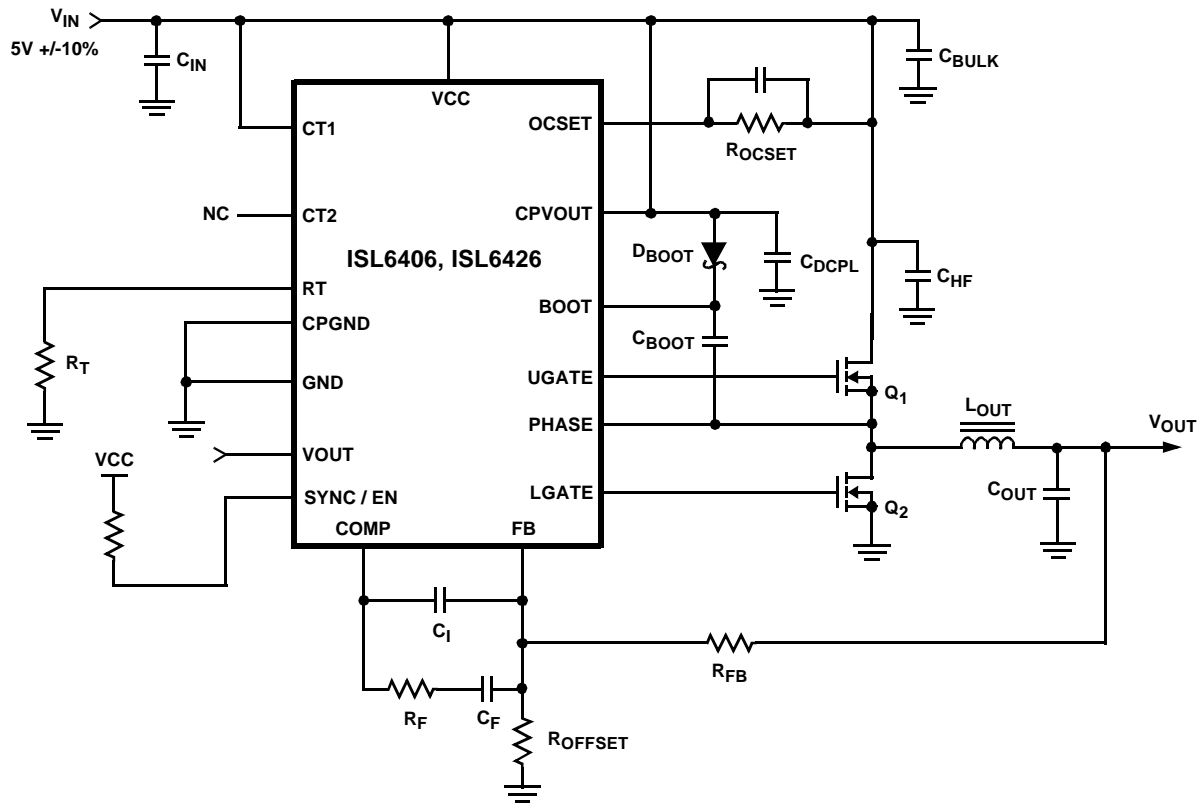 VIN
5V +/-10%
CIN
CBULK
VCC
CT1
OCSET
ROCSET
NC
CT2
CPVOUT
ISL6406, ISL6426
DBOOT
CDCPL
CHF
RT
BOOT
CPGND
CBOOT
RT
GND
UGATE
Q1
PHASE
LOUT
VOUT
VCC
VOUT
SYNC / EN
LGATE
Q2
COUT
COMP
FB
CI
RFB
RF
CF
ROFFSET